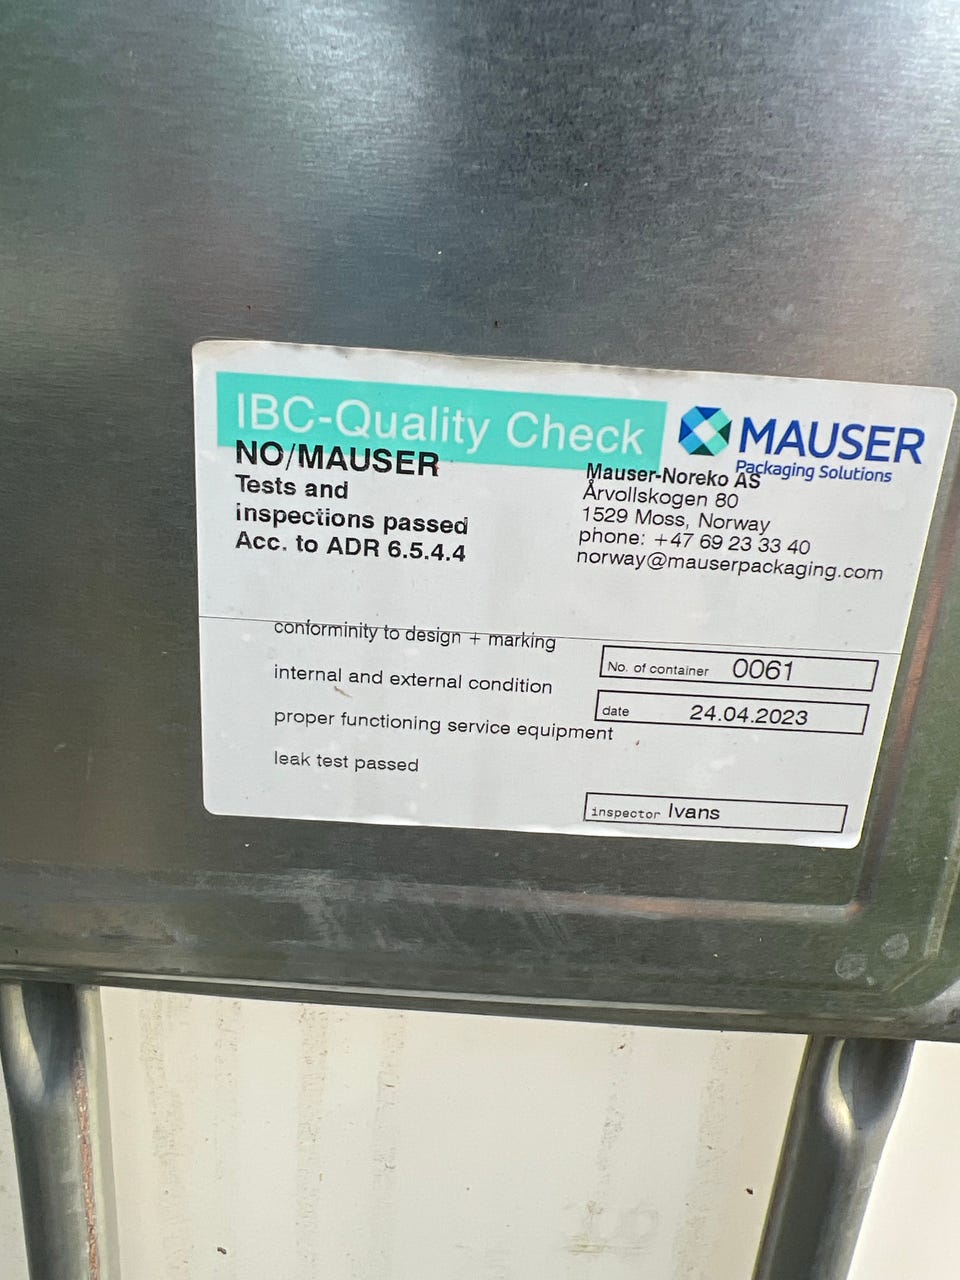 IBC-Quality Check
MAUSER
Packaging Solutions
NO/MAUSER
Tests and
inspections passed
Acc. to ADR 6.5.4.4
Mauser-Noreko AS
Årvollskogen 80
1529 Moss, Norway
phone: +47 69 23 33 40
norway@mauserpackaging.com
conforminity to design + marking
internal and external condition
proper functioning service equipment
leak test passed
No. of container 0061
date 24.04.2023
inspector Ivans